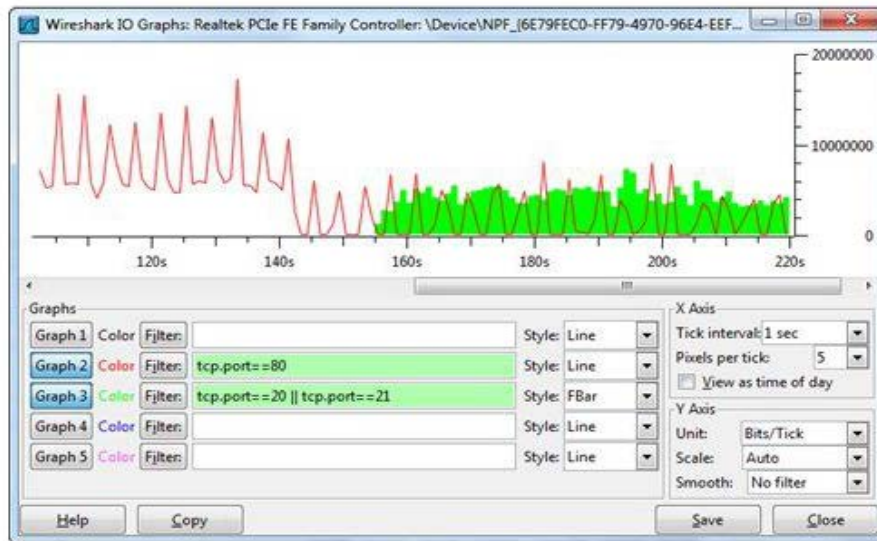 Wireshark IO Graphs: Realtek PCIe FE Family Controller: \Device\NPF_{6E79FEC0-FF79-4970-96E4-EEF...
20000000
10000000
0
120s 140s 160s 180s 200s 220s
Graphs
Graph 1 Color Filter: Style: Line
Graph 2 Color Filter: tcp.port==80 Style: Line
Graph 3 Color Filter: tcp.port==20 || tcp.port==21 Style: FBar
Graph 4 Color Filter: Style: Line
Graph 5 Color Filter: Style: Line
X Axis
Tick interval: 1 sec
Pixels per tick: 5
View as time of day
Y Axis
Unit: Bits/Tick
Scale: Auto
Smooth: No filter
Help Copy Save Close